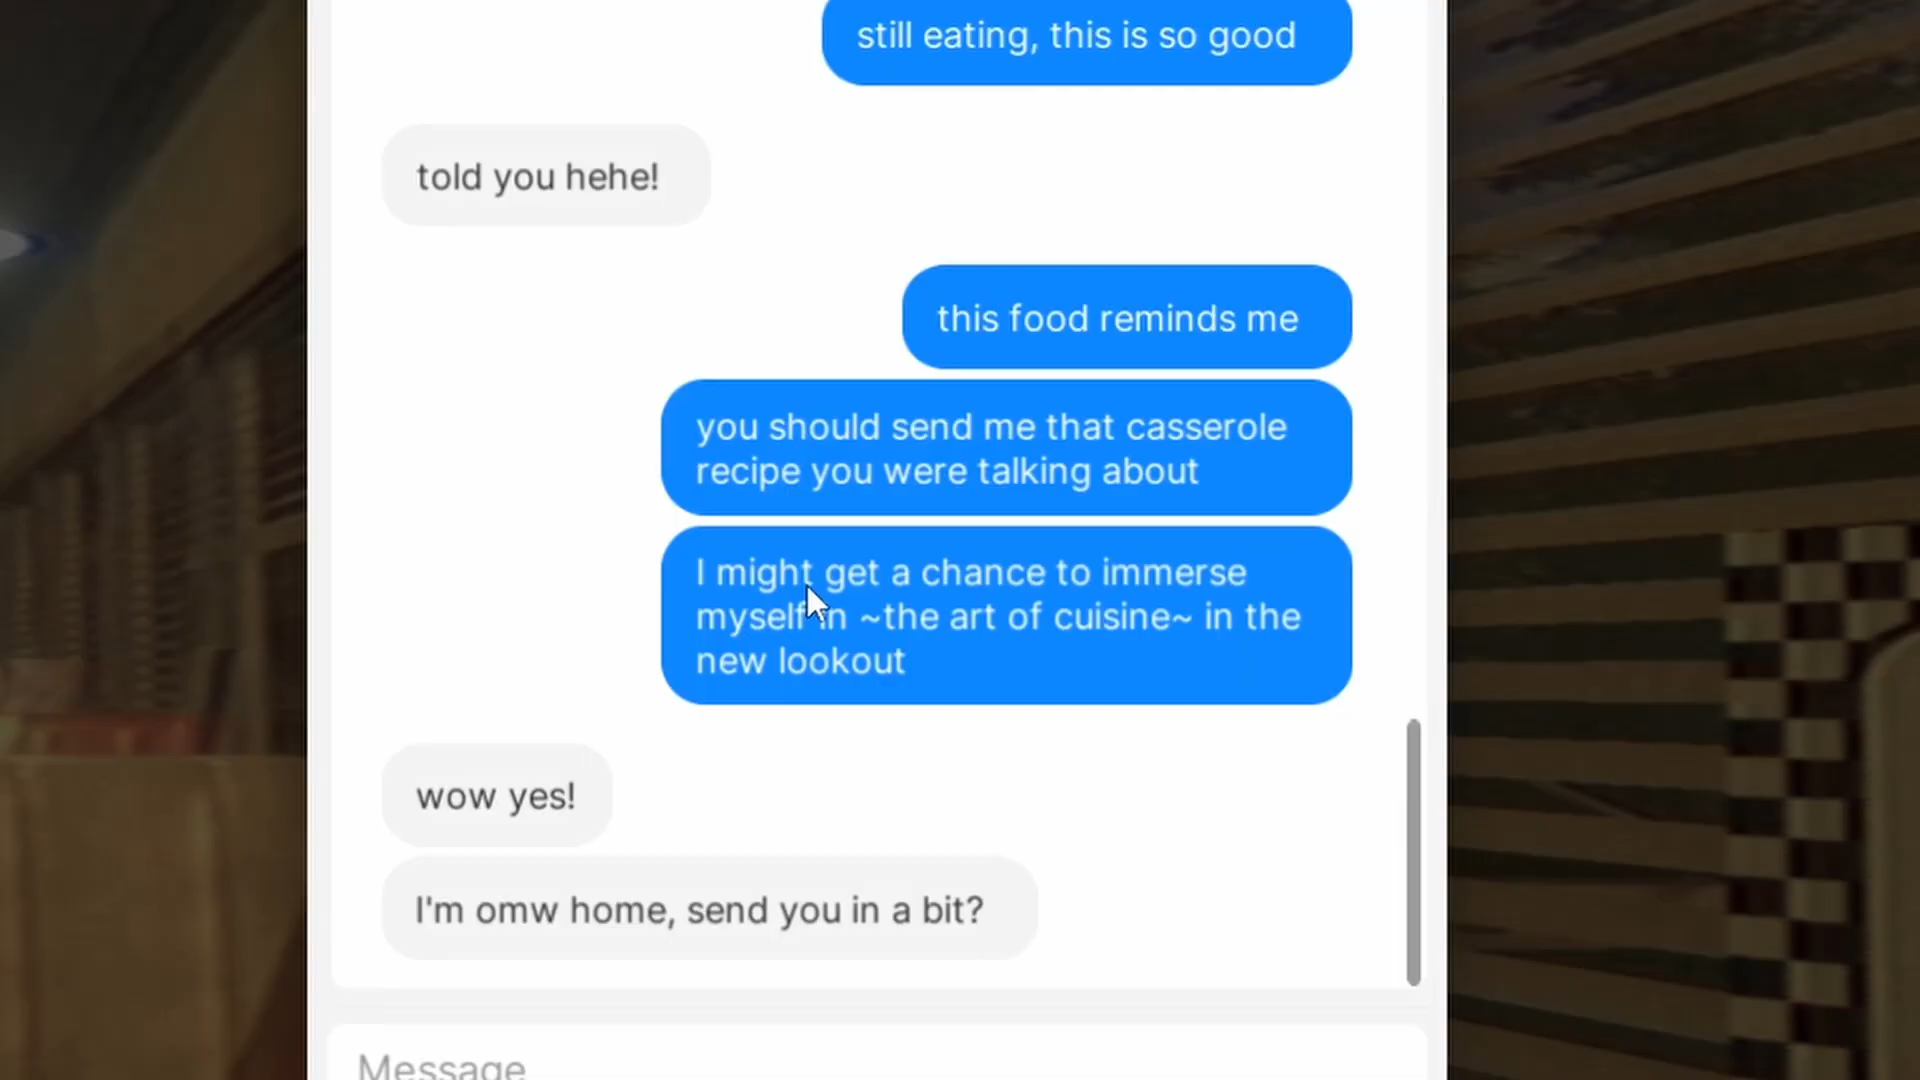 still eating, this is so good
told you hehe!
this food reminds me
you should send me that casserole
recipe you were talking about
I might get a chance to immerse
myself in ~the art of cuisine~ in the
new lookout
wow yes!
I'm omw home, send you in a bit?
Message